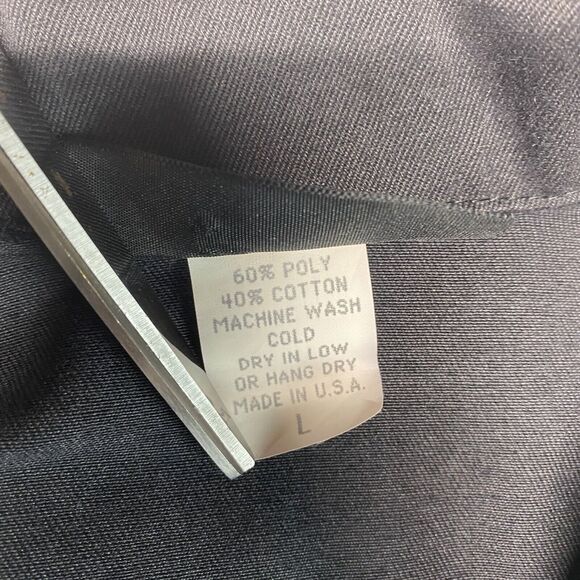 60% POLY
40% COTTON
MACHINE WASH
COLD
DRY IN LOW
OR HANG DRY
MADE IN U.S.A.
L